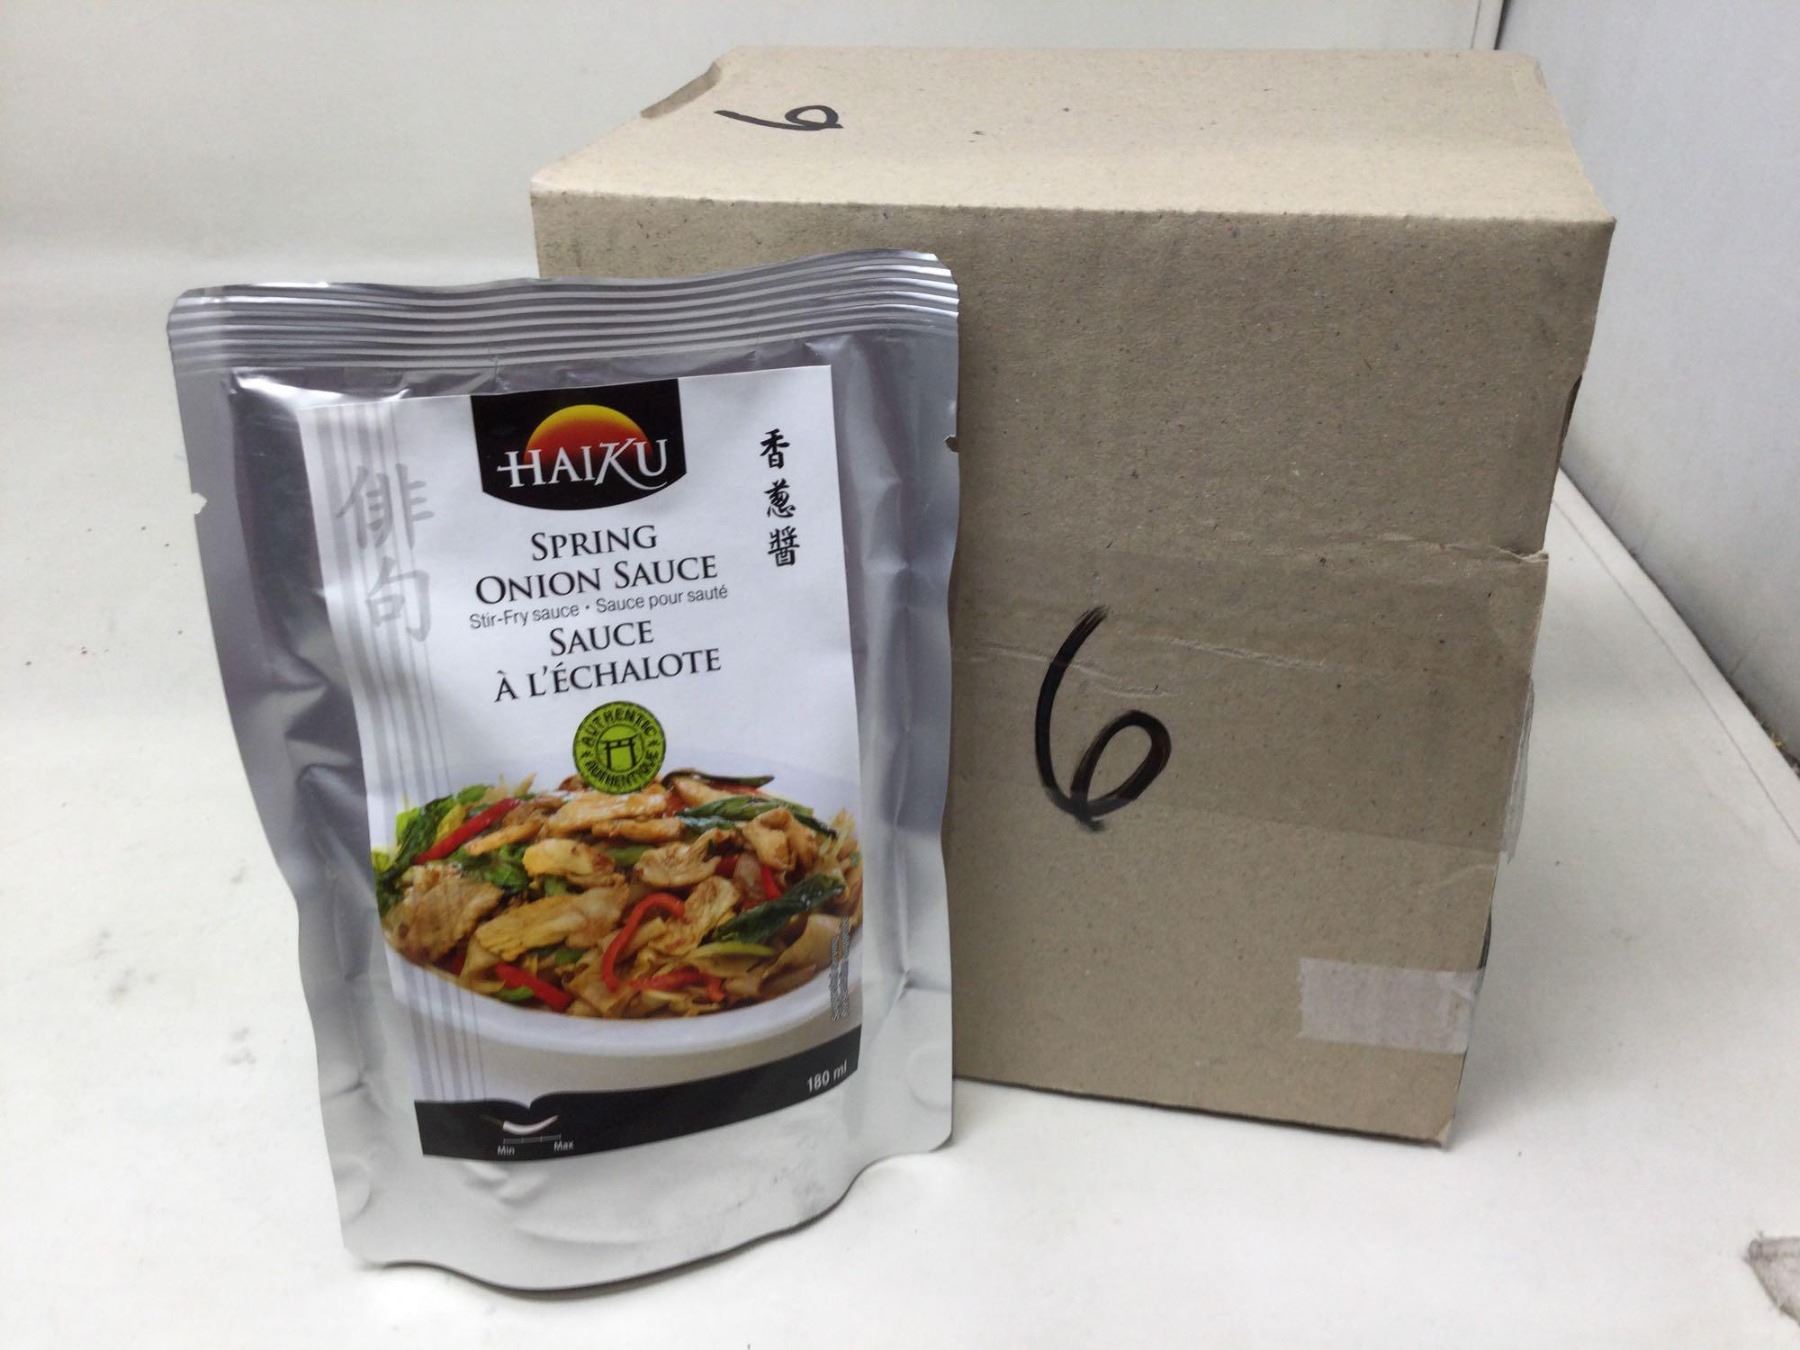 6
HAIKU
香蔥醬
俳句
SPRING
ONION SAUCE
Stir-Fry sauce • Sauce pour sauté
SAUCE
À L'ÉCHALOTE
AUTHENTIC
AUTHENTIQUE
180 ml
Min Max
6